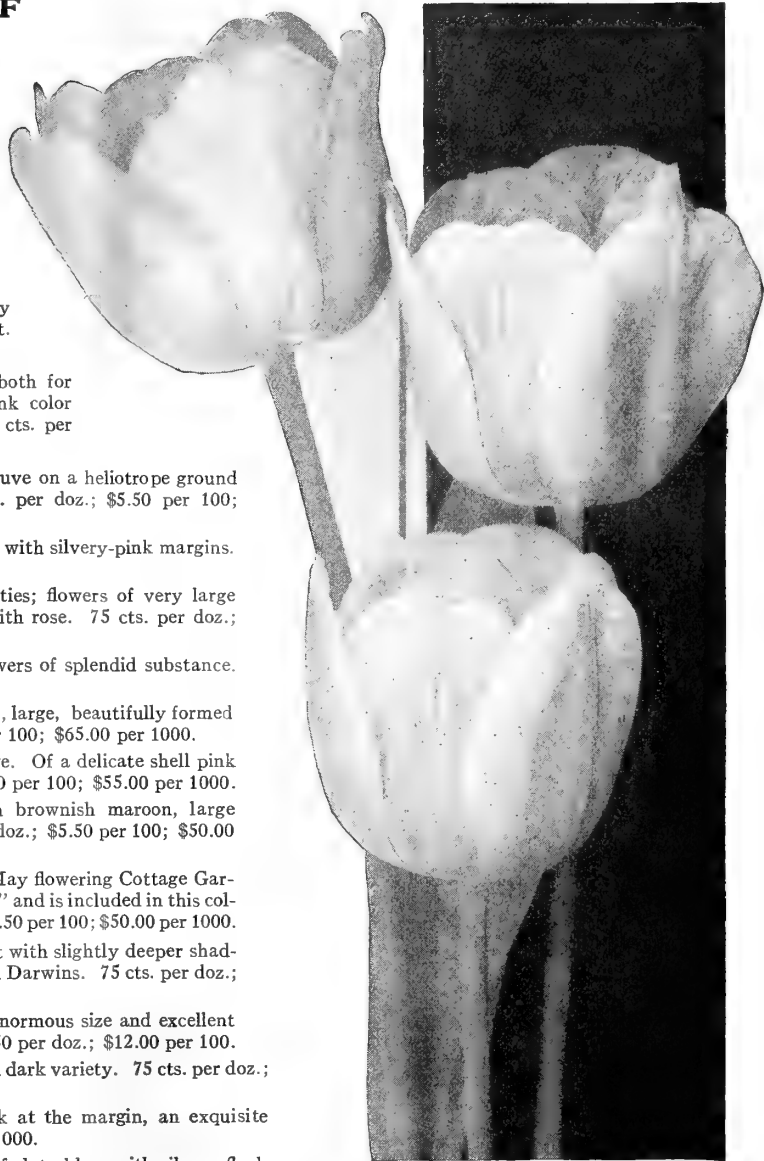 F
y
t.
both for
nk color
cts. per
uve on a heliotrope ground
. per doz.; $5.50 per 100;
with silvery-pink margins.
ties; flowers of very large
ith rose. 75 cts. per doz.;
wers of splendid substance.
, large, beautifully formed
r 100; $65.00 per 1000.
e. Of a delicate shell pink
0 per 100; $55.00 per 1000.
n brownish maroon, large
doz.; $5.50 per 100; $50.00
May flowering Cottage Gar-
” and is included in this col-
.50 per 100; $50.00 per 1000.
t with slightly deeper shad-
Darwins. 75 cts. per doz.;
normous size and excellent
0 per doz.; $12.00 per 100.
dark variety. 75 cts. per doz.;
k at the margin, an exquisite
000.